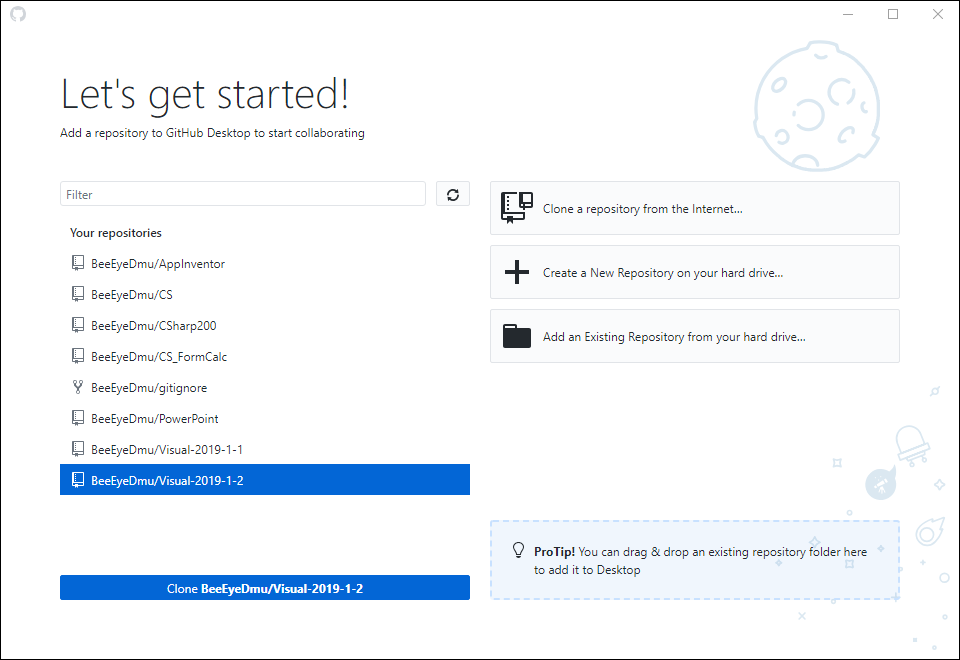 Let's get started!
Add a repository to GitHub Desktop to start collaborating
Filter
Your repositories
BeeEyeDmu/AppInventor
BeeEyeDmu/CS
BeeEyeDmu/CSharp200
BeeEyeDmu/CS_FormCalc
BeeEyeDmu/gitignore
BeeEyeDmu/PowerPoint
BeeEyeDmu/Visual-2019-1-1
BeeEyeDmu/Visual-2019-1-2
Clone BeeEyeDmu/Visual-2019-1-2
Clone a repository from the Internet...
Create a New Repository on your hard drive...
Add an Existing Repository from your hard drive...
ProTip! You can drag & drop an existing repository folder here
to add it to Desktop